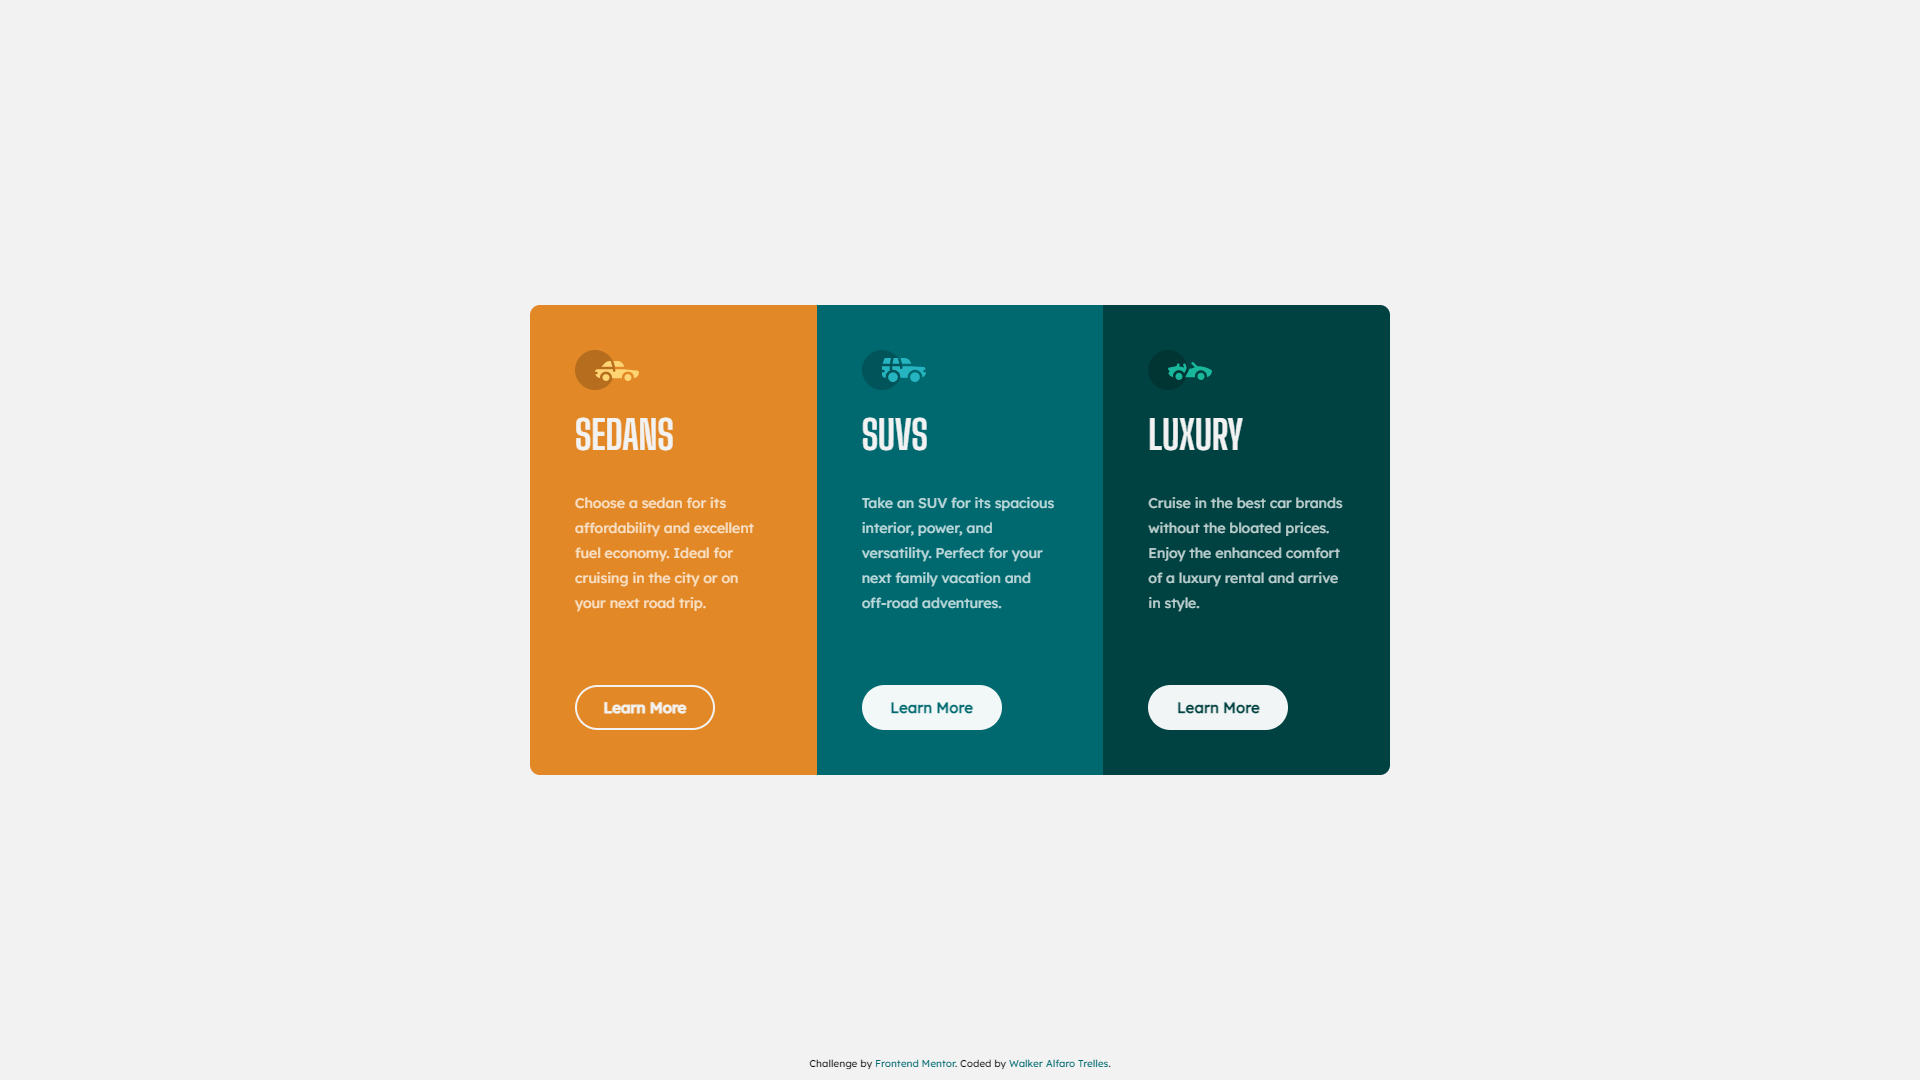 SEDANS
Choose a sedan for its
affordability and excellent
fuel economy. Ideal for
cruising in the city or on
your next road trip.
Learn More
SUVS
Take an SUV for its spacious
interior, power, and
versatility. Perfect for your
next family vacation and
off-road adventures.
Learn More
LUXURY
Cruise in the best car brands
without the bloated prices.
Enjoy the enhanced comfort
of a luxury rental and arrive
in style.
Learn More
Challenge by Frontend Mentor. Coded by Walker Alfaro Trelles.